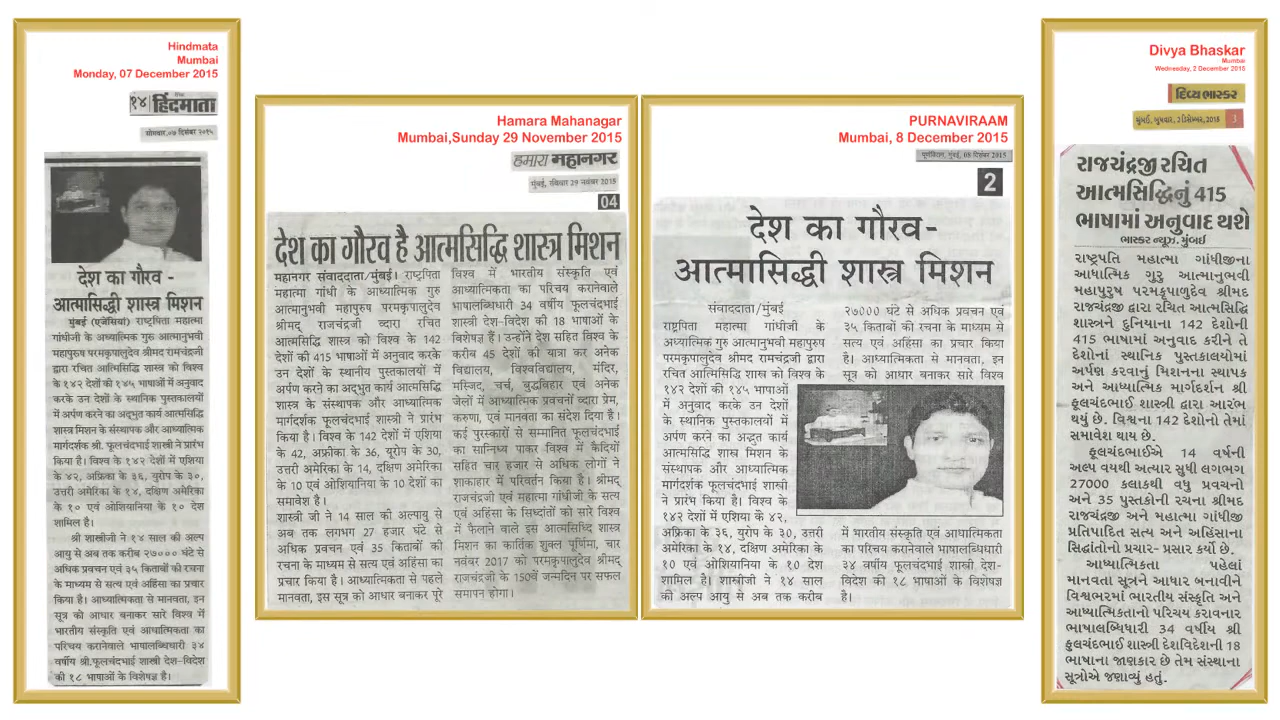 Hindmata
Mumbai
Monday, 07 December 2015
१४ हिंदमाता
सोमवार,०७ दिसंबर २०१५
देश का गौरव -
आत्मासिद्धी शास्त्र मिशन
मुंबई (एजेंसियां) राष्ट्रपिता महात्मा
गांधीजी के अध्यात्मिक गुरु आत्मानुभवी
महापुरुष परमकृपालुदेव श्रीमद रामचंद्रजी
द्वारा रचित आत्मसिद्धि शास्त्र को विश्व के
१४२ देशों की १४५ भाषाओं में अनुवाद
करके उन देशों के स्थानिक पुस्तकालयों
में अर्पण करने का अद्भुत कार्य आत्मसिद्धि
शास्त्र मिशन के संस्थापक और आध्यात्मिक
मार्गदर्शक श्री. फूलचंदभाई शास्त्री ने प्रारंभ
किया है। विश्व के १४२ देशों में एशिया
के ४२, अफ्रिका के ३६, युरोप के ३०,
उत्तरी अमेरिका के १४, दक्षिण अमेरिका
के १० एवं ओशियानिया के १० देश
शामिल है।
श्री शास्त्रीजी ने १४ साल की अल्प
आयु से अब तक करीब २७००० घंटे से
अधिक प्रवचन एवं ३५ किताबों की रचना
के माध्यम से सत्य एवं अहिंसा का प्रचार
किया है। आध्यात्मिकता से मानवता, इन
सूत्र को आधार बनाकर सारे विश्व में
भारतीय संस्कृति एवं आधात्मिकता का
परिचय करानेवाले भाषालब्धिधारी ३४
वर्षीय श्री.फूलचंदभाई शास्त्री देश-विदेश
की १८ भाषाओं के विशेषज्ञ है।
Hamara Mahanagar
Mumbai,Sunday 29 November 2015
हमारा महानगर
मुंबई, रविवार 29 नवंबर 2015
04
देश का गौरव है आत्मसिद्धि शास्त्र मिशन
महानगर संवाददाता/मुंबई। राष्ट्रपिता
महात्मा गांधी के आध्यात्मिक गुरु
आत्मानुभवी महापुरुष परमकृपालुदेव
श्रीमद् राजचंद्रजी व्दारा रचित
आत्मसिद्धि शास्त्र को विश्व के 142
देशों की 415 भाषाओं में अनुवाद करके
उन देशों के स्थानीय पुस्तकालयों में
अर्पण करने का अद्‌भुत कार्य आत्मसिद्धि
शास्त्र के संस्थापक और आध्यात्मिक
मार्गदर्शक फूलचंदभाई शास्त्री ने प्रारंभ
किया है। विश्व के 142 देशों में एशिया
के 42, अफ्रीका के 36, यूरोप के 30,
उत्तरी अमेरिका के 14, दक्षिण अमेरिका
के 10 एवं ओशियानिया के 10 देशों का
समावेश है।
शास्त्री जी ने 14 साल की अल्पायु से
अब तक लगभग 27 हजार घंटे से
अधिक प्रवचन एवं 35 किताबों की
रचना के माध्यम से सत्य एवं अहिंसा का
प्रचार किया है। आध्यात्मिकता से पहले
मानवता, इस सूत्र को आधार बनाकर पूरे
विश्व में भारतीय संस्कृति एवं
आध्यात्मिकता का परिचय करानेवाले
भाषालब्धिधारी 34 वर्षीय फूलचंदभाई
शास्त्री देश-विदेश की 18 भाषाओं के
विशेषज्ञ हैं। उन्होंने देश सहित विश्व के
करीब 45 देशों की यात्रा कर अनेक
विद्यालय, विश्वविद्यालय, मंदिर,
मस्जिद, चर्च, बुद्धविहार एवं अनेक
जेलों में आध्यात्मिक प्रवचनों व्दारा प्रेम,
करुणा, एवं मानवता का संदेश दिया है।
कई पुरस्कारों से सम्मानित फूलचंदभाई
का सान्निध्य पाकर विश्व में कैदियों
सहित चार हजार से अधिक लोगों ने
शाकाहार में परिवर्तन किया है। श्रीमद्
राजचंद्रजी एवं महात्मा गांधीजी के सत्य
एवं अहिंसा के सिध्दांतों को सारे विश्व
में फैलाने वाले इस आत्मसिध्दि शास्त्र
मिशन का कार्तिक शुक्ल पूर्णिमा, चार
नवंबर 2017 को परमकृपालुदेव श्रीमद्
राजचंद्रजी के 150वें जन्मदिन पर सफल
समापन होगा।
PURNAVIRAAM
Mumbai, 8 December 2015
पूर्णविराम, मुंबई, 08 दिसंबर 2015
2
देश का गौरव-
आत्मासिद्धी शास्त्र मिशन
संवाददाता/मुंबई
राष्ट्रपिता महात्मा गांधीजी के
अध्यात्मिक गुरु आत्मानुभवी महापुरूष
परमकृपालुदेव श्रीमद रामचंद्रजी द्वारा
रचित आत्मिसिद्धि शास्त्र को विश्व के
१४२ देशों की १४५ भाषाओं
में अनुवाद करके उन देशों
के स्थानिक पुस्तकालयों में
अर्पण करने का अद्भुत कार्य
आत्मसिद्धि शास्त्र मिशन के
संस्थापक और आध्यात्मिक
मार्गदर्शक फूलचंदभाई शास्त्री
ने प्रारंभ किया है। विश्व के
१४२ देशों में एशिया के ४२,
अफ्रिका के ३६, युरोप के ३०, उत्तरी
अमेरिका के १४, दक्षिण अमेरिका के
१० एवं ओशियानिया के १० देश
शामिल है। शास्त्रीजी ने १४ साल
की अल्प आयु से अब तक करीब
२७००० घंटे से अधिक प्रवचन एवं
३५ किताबों की रचना के माध्यम से
सत्य एवं अहिंसा का प्रचार किया
है। आध्यात्मिकता से मानवता, इन
सूत्र को आधार बनाकर सारे विश्व
में भारतीय संस्कृति एवं आधात्मिकता
का परिचय करानेवाले भाषालब्धिधारी
३४ वर्षीय फूलचंदभाई शास्त्री देश-
विदेश की १८ भाषाओं के विशेषज्ञ
है।
Divya Bhaskar
Mumbai
Wednesday, 2 December 2015
દિવ્ય ભાસ્કર
મુંબઈ, બુધવાર, 2 ડિસેમ્બર, 2015 3
રાજચંદ્રજી રચિત
આત્મસિદ્ધિનું 415
ભાષામાં અનુવાદ થશે
ભાસ્કર ન્યૂઝ. મુંબઈ
રાષ્ટ્રપતિ મહાત્મા ગાંધીજીના
આધાત્મિક ગુરુ આત્માનુભવી
મહાપુરુષ પરમકૃપાળુદેવ શ્રીમદ
રાજચંદ્રજી દ્વારા રચિત આત્મસિદ્ધિ
શાસ્ત્રને દુનિયાના 142 દેશોની
415 ભાષામાં અનુવાદ કરીને તે
દેશોનાં સ્થાનિક પુસ્તકાલયોમાં
અર્પણ કરવાનું મિશનના સ્થાપક
અને આધ્યાત્મિક માર્ગદર્શન શ્રી
ફૂલચંદભાઈ શાસ્ત્રી દ્વારા આરંભ
થયું છે. વિશ્વના 142 દેશોનો તેમાં
સમાવેશ થાય છે.
ફૂલચંદભાઈએ 14 વર્ષની
અલ્પ વયથી અત્યાર સુધી લગભગ
27000 કલાકથી વધુ પ્રવચનો
અને 35 પુસ્તકોની રચના શ્રીમદ
રાજચંદ્રજી અને મહાત્મા ગાંધીજી
પ્રતિપાદિત સત્ય અને અહિંસાના
સિદ્ધાંતોનો પ્રચાર- પ્રસાર કર્યો છે.
આધ્યાત્મિકતા પહેલાં
માનવતા સૂત્રને આધાર બનાવીને
વિશ્વભરમાં ભારતીય સંસ્કૃતિ અને
આધ્યાત્મિકતાનો પરિચય કરાવનાર
ભાષાલબ્ધિધારી 34 વર્ષીય શ્રી
ફુલચંદભાઈ શાસ્ત્રી દેશવિદેશની 18
ભાષાના જાણકાર છે તેમ સંસ્થાના
સૂત્રોએ જણાવ્યું હતું.